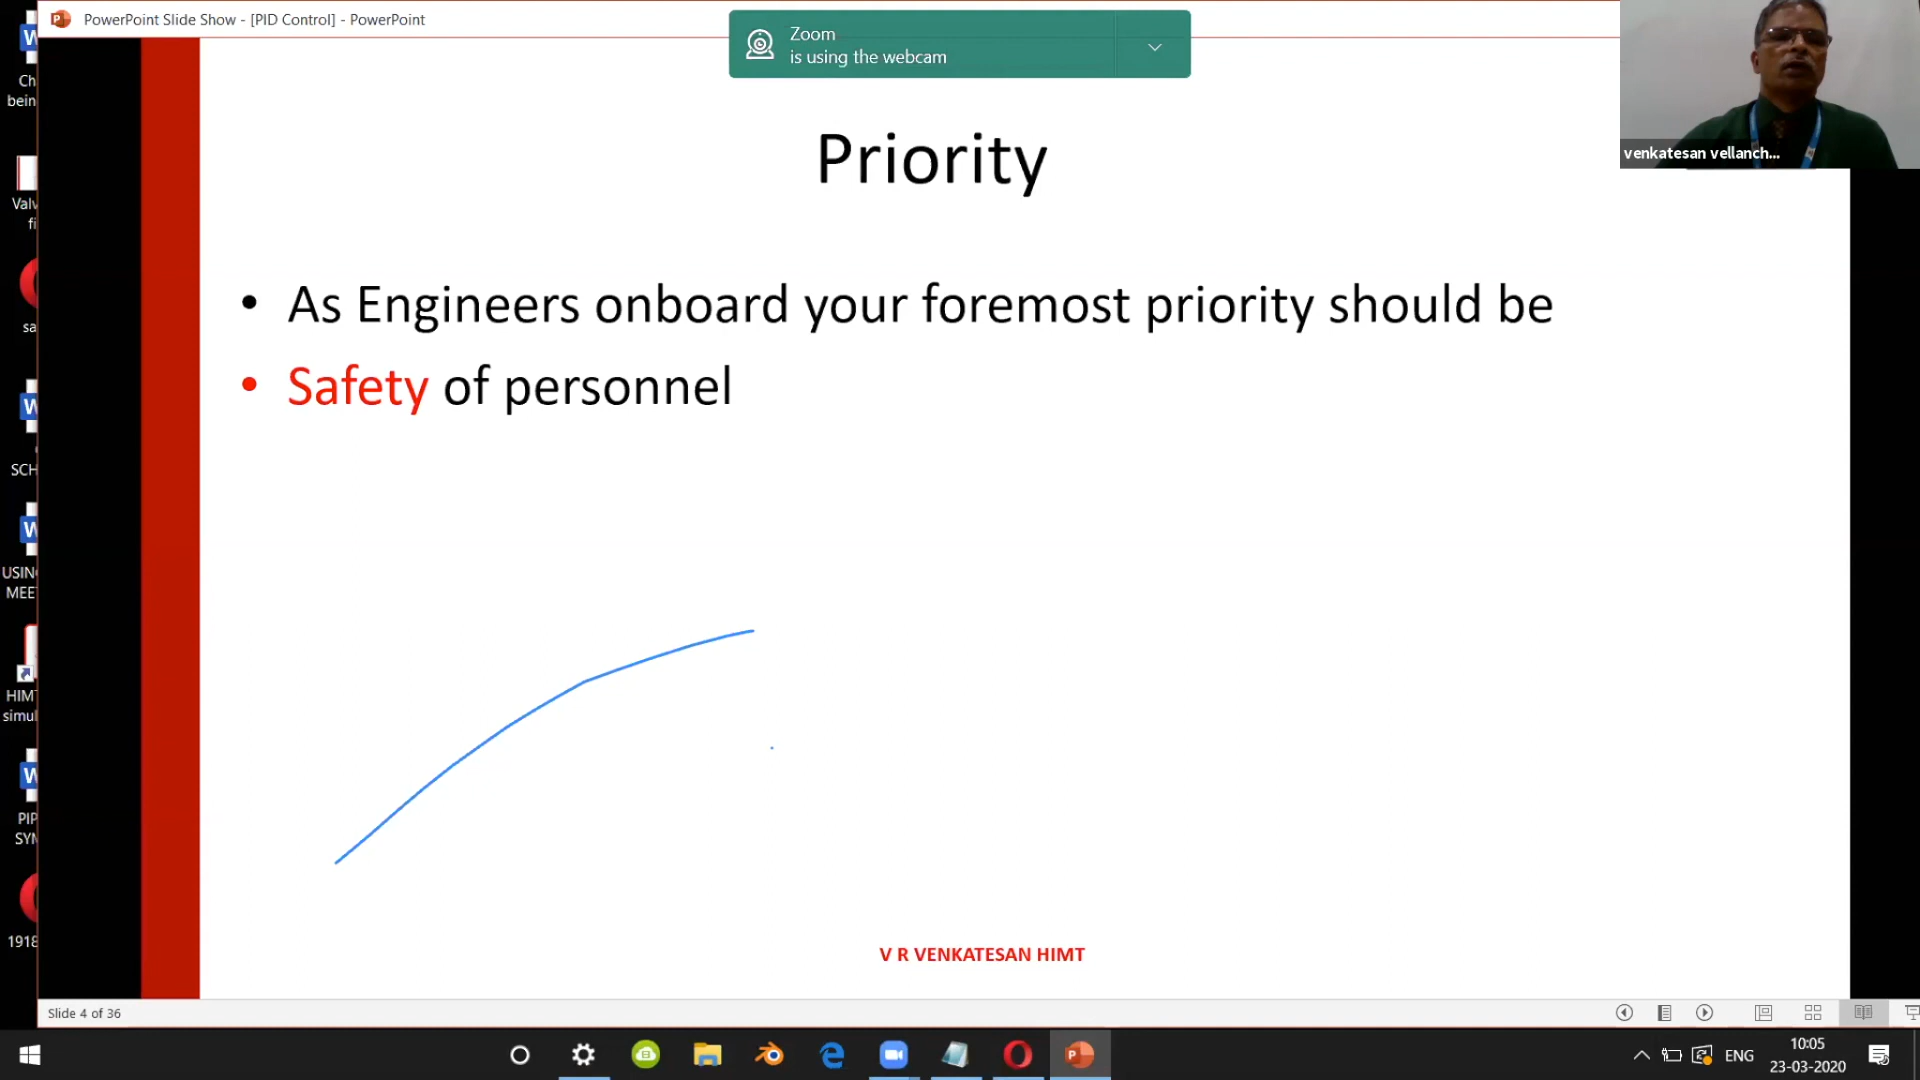 PowerPoint Slide Show - [PID Control] - PowerPoint
Zoom
is using the webcam
venkatesan vellanch...
Priority
• As Engineers onboard your foremost priority should be
• Safety of personnel
V R VENKATESAN HIMT
Ch
bein
Valv
fi
sa
SCH
USIN
MEE
HIMT
simul
PIP
SYM
1918
Slide 4 of 36
ENG
10:05
23-03-2020